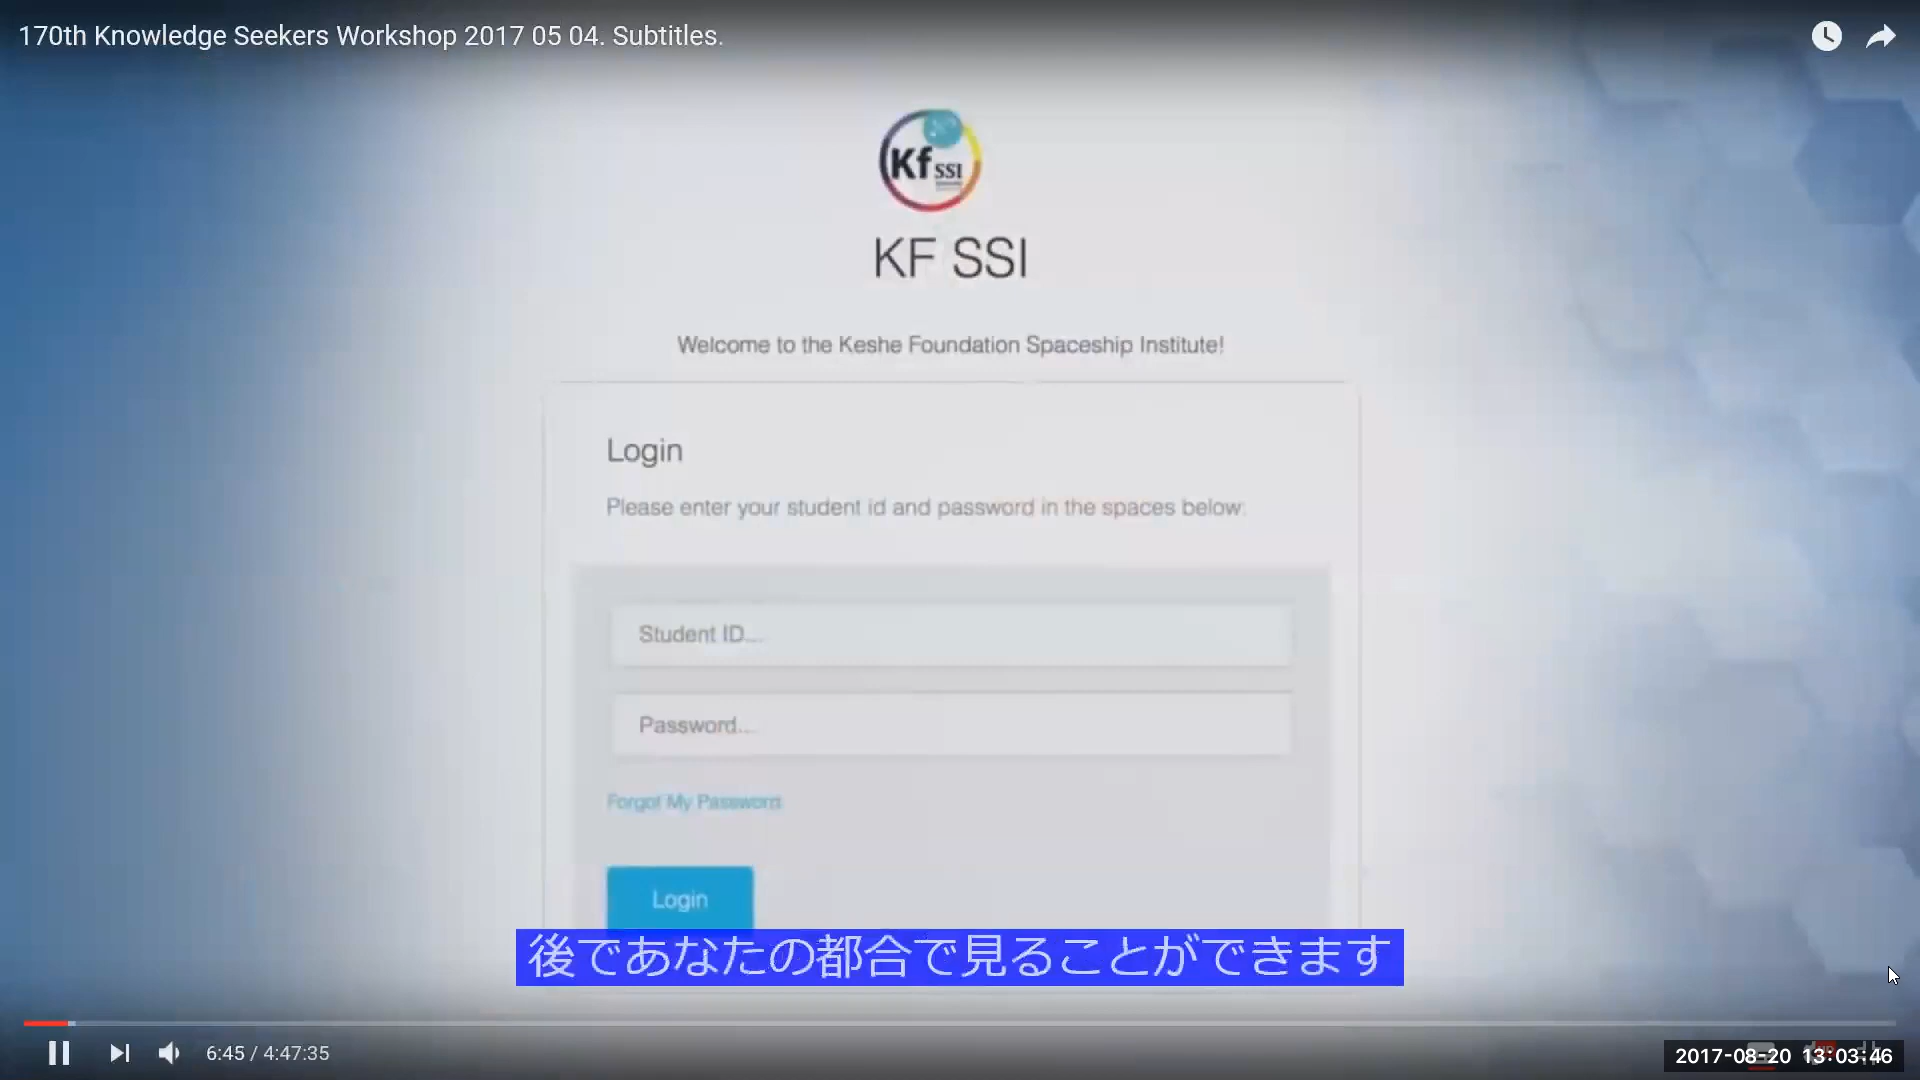 170th Knowledge Seekers Workshop 2017 05 04. Subtitles.
Kf SSI
KF SSI
Welcome to the Keshe Foundation Spaceship Institute!
Login
Please enter your student id and password in the spaces below:
Student ID...
Password...
Forgot My Password
Login
後であなたの都合で見ることができます
6:45 / 4:47:35
2017-08-20 13:03:46